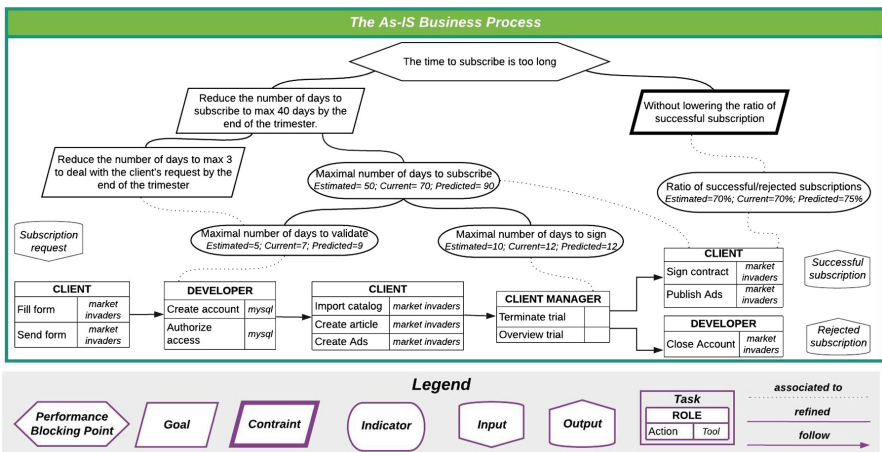 The As-IS Business Process
The time to subscribe is too long
Reduce the number of days to
subscribe to max 40 days by the
end of the trimester.
Without lowering the ratio of
successful subscription
Reduce the number of days to max 3
to deal with the client's request by the
end of the trimester
Maximal number of days to subscribe
Estimated= 50; Current= 70; Predicted= 90
Ratio of successful/rejected subscriptions
Estimated=70%; Current=70%; Predicted=75%
Subscription
request
Maximal number of days to validate
Estimated=5; Current=7; Predicted=9
Maximal number of days to sign
Estimated=10; Current=12; Predicted=12
CLIENT
Sign contract
market
invaders
Publish Ads
market
invaders
Successful
subscription
CLIENT
Fill form
market
invaders
Send form
market
invaders
DEVELOPER
Create account
mysql
Authorize
access
mysql
CLIENT
Import catalog
market invaders
Create article
market invaders
Create Ads
market invaders
CLIENT MANAGER
Terminate trial
Overview trial
DEVELOPER
Close Account
market
invaders
Rejected
subscription
Legend
Performance
Blocking Point
Goal
Contraint
Indicator
Input
Output
Task
ROLE
Action
Tool
associated to
refined
follow